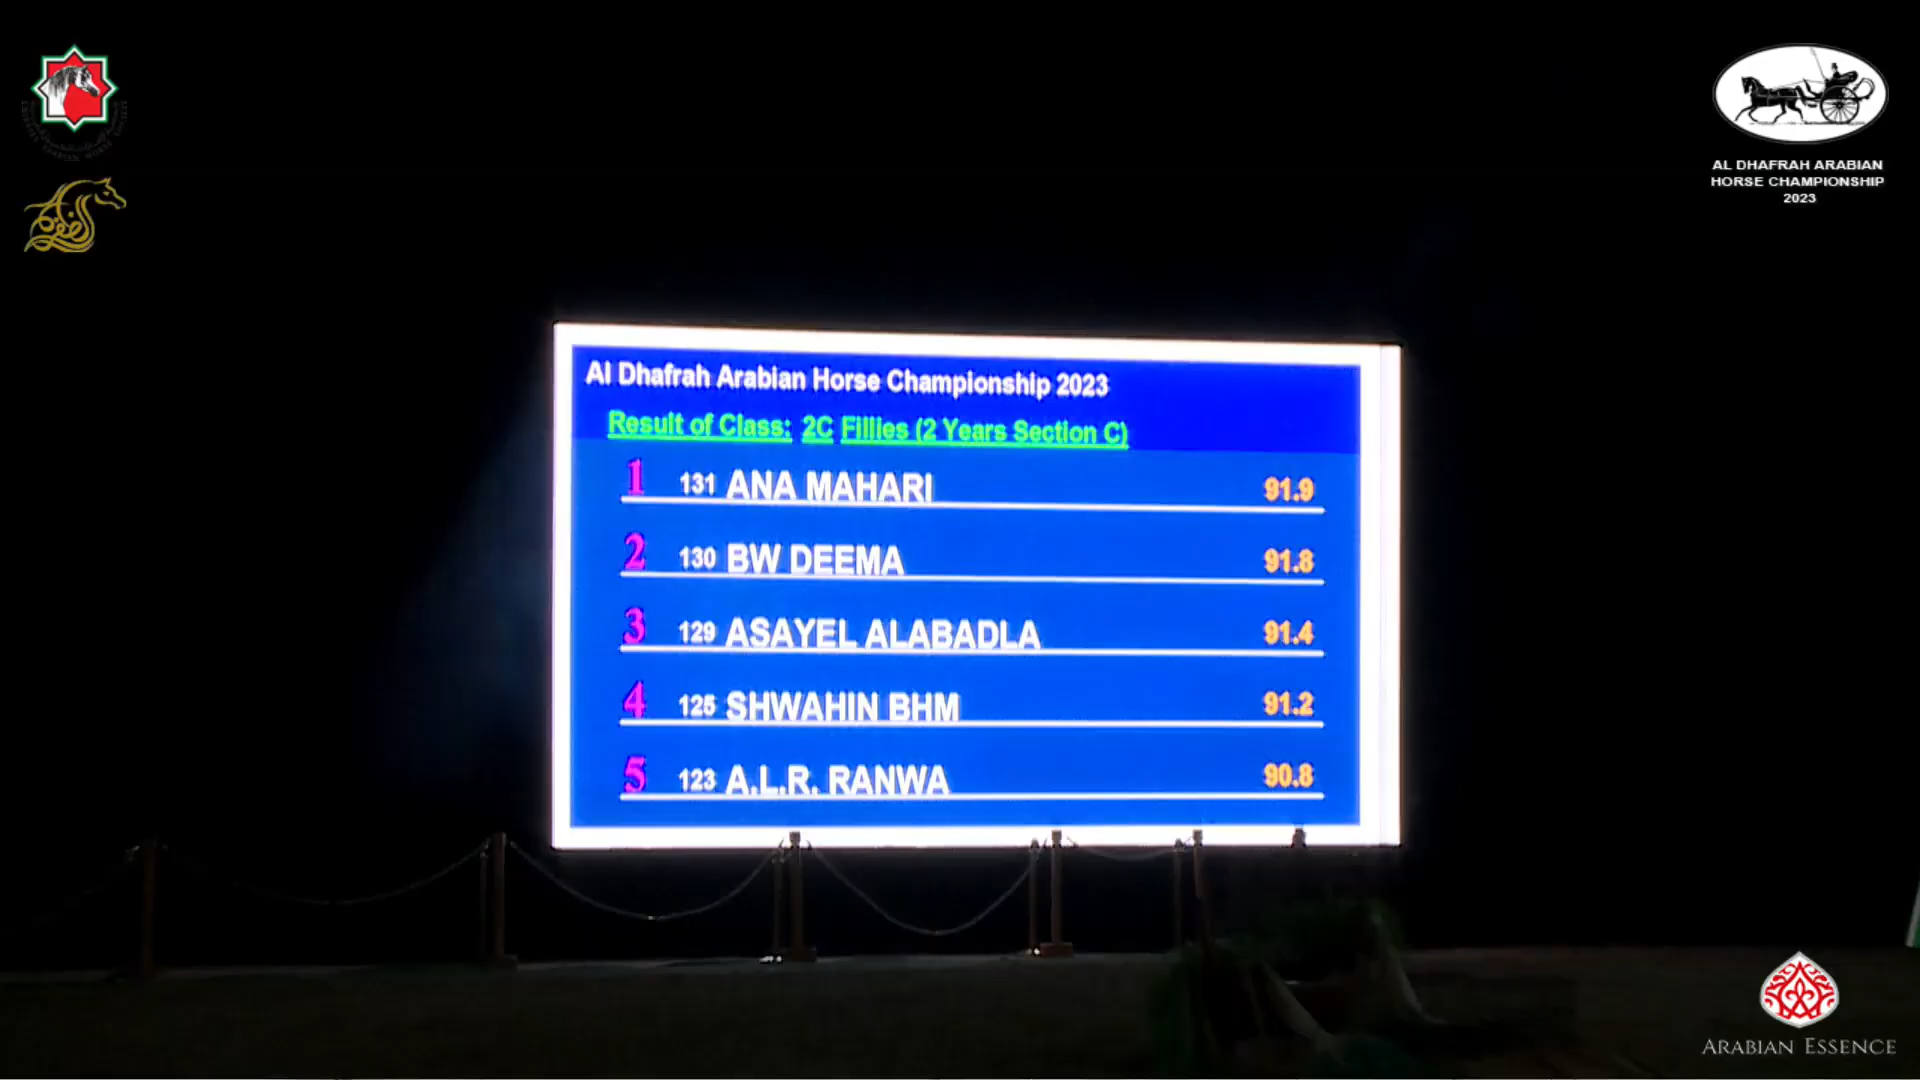 AL DHAFRAH ARABIAN
HORSE CHAMPIONSHIP
2023
Al Dhafrah Arabian Horse Championship 2023
Result of Class: 2C Fillies (2 Years Section C)
1 131 ANA MAHARI 91.9
2 130 BW DEEMA 91.8
3 129 ASAYEL ALABADLA 91.4
4 125 SHWAHIN BHM 91.2
5 123 A.L.R. RANWA 90.8
ARABIAN ESSENCE